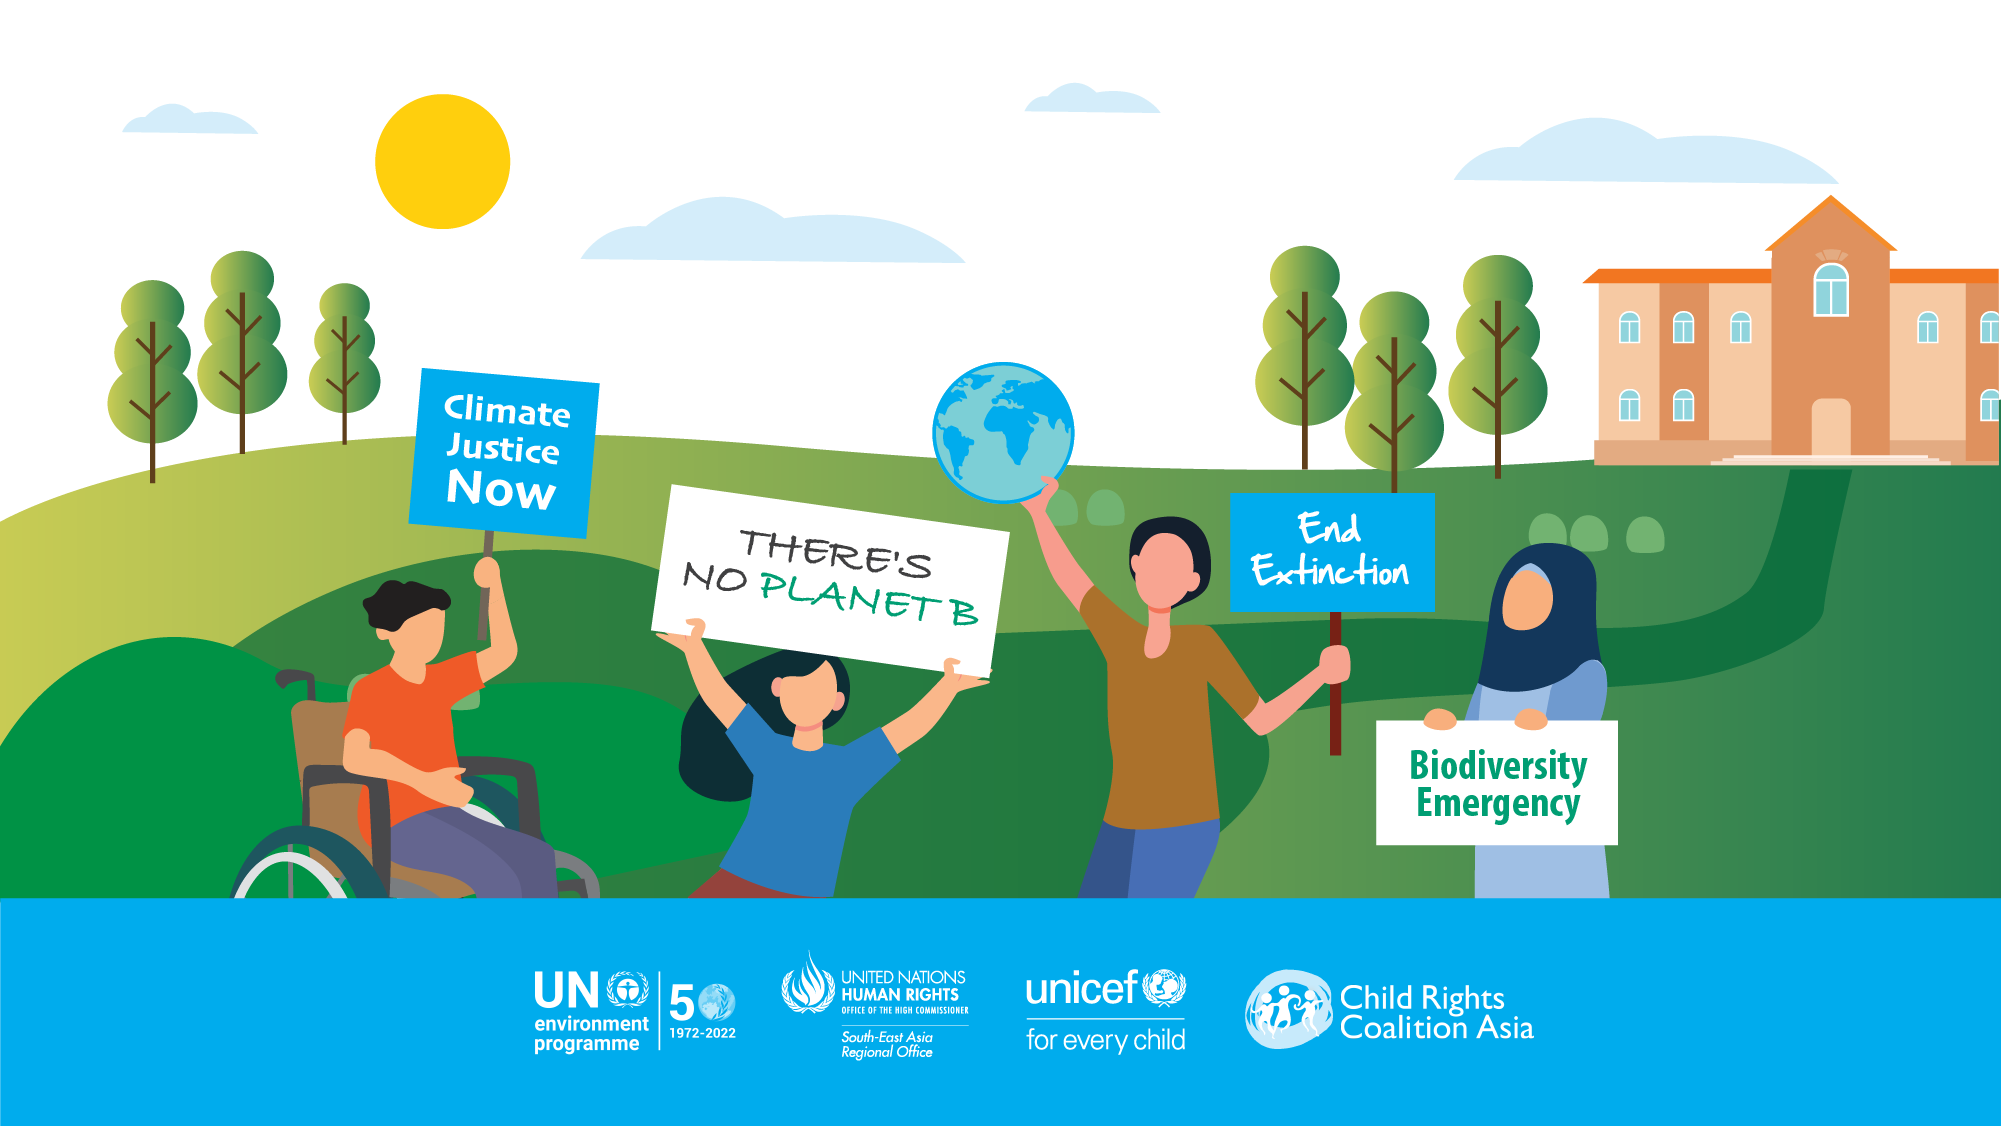 Climate
Justice
Now
THERE'S
NO PLANET B
End
Extinction
Biodiversity
Emergency
UN
environment
programme
50
1972-2022
UNITED NATIONS
HUMAN RIGHTS
OFFICE OF THE HIGH COMMISSIONER
South-East Asia
Regional Office
unicef
for every child
Child Rights
Coalition Asia